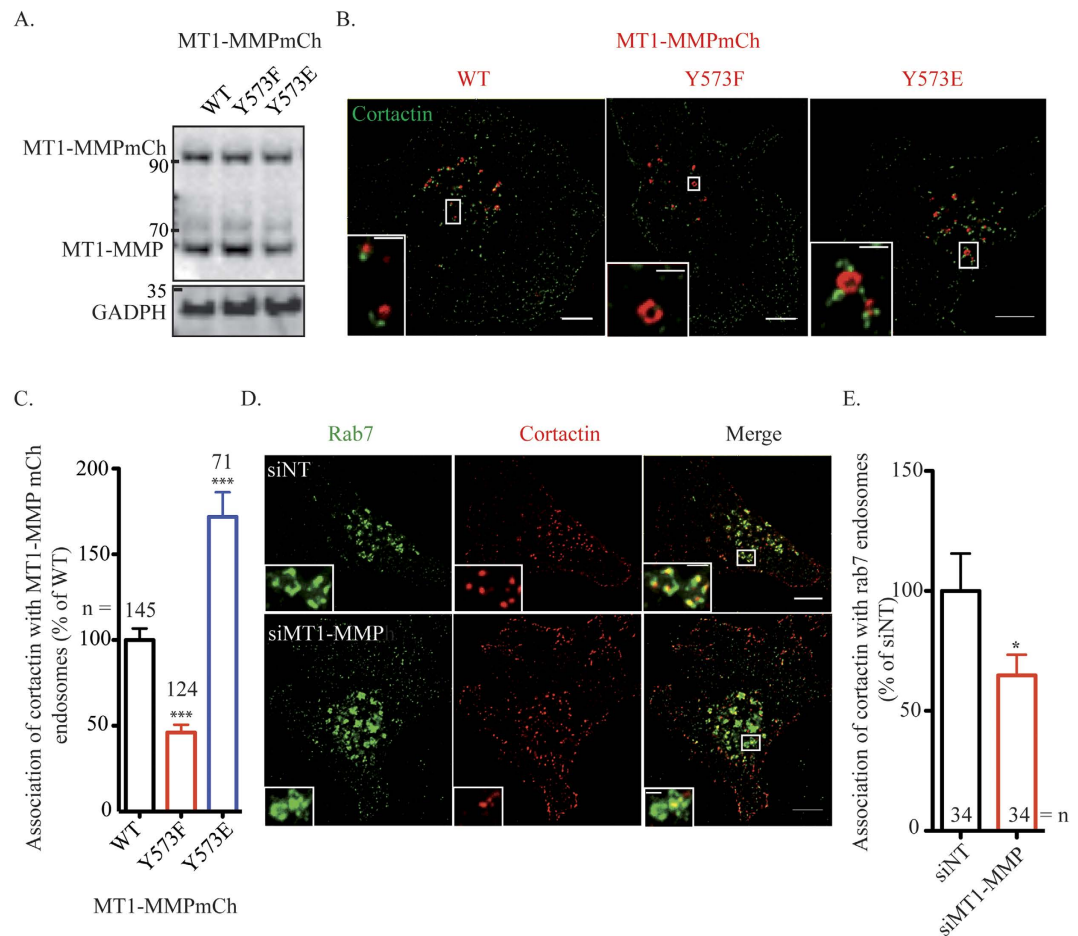 A.
MT1-MMPmCh
WT Y573F Y573E
MT1-MMPmCh
90
70
MT1-MMP
35
GADPH
B.
MT1-MMPmCh
WT Y573F Y573E
Cortactin
C.
Association of cortactin with MT1-MMP mCh
endosomes (% of WT)
200
150
100
50
0
n =
145
124
***
71
***
WT Y573F Y573E
MT1-MMPmCh
D.
Rab7 Cortactin Merge
siNT
siMT1-MMP
E.
Association of cortactin with rab7 endosomes
(% of siNT)
150
100
50
0
*
34 34 = n
siNT siMT1-MMP